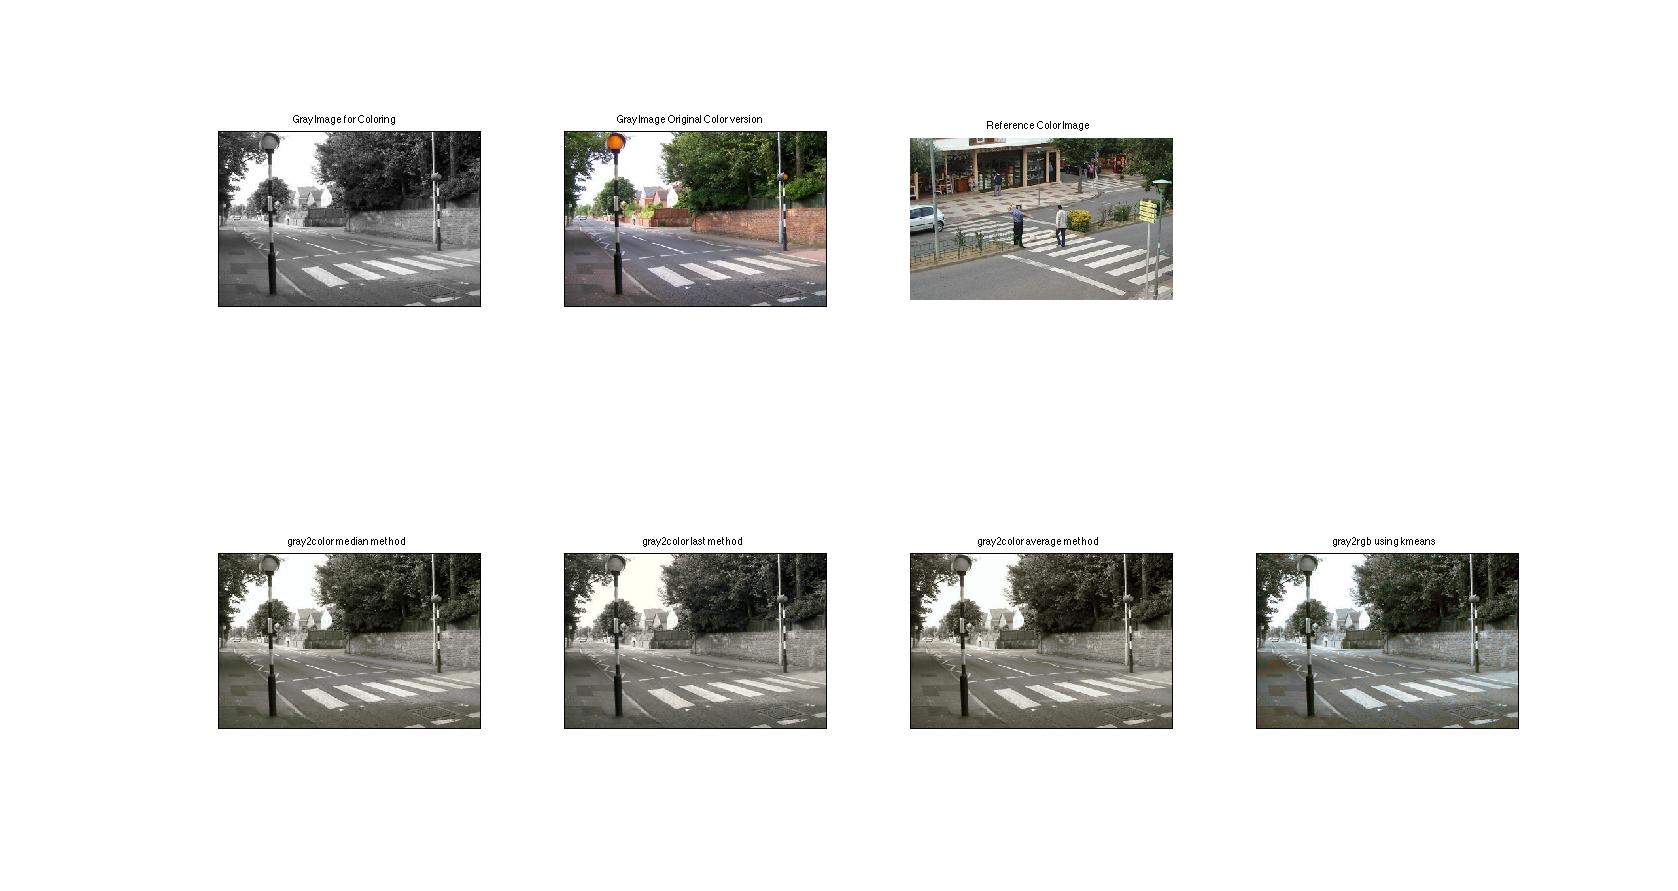 Gray Image for Coloring
Gray Image Original Color version
Reference Color Image
gray2color median method
gray2color last method
gray2color average method
gray2rgb using kmeans